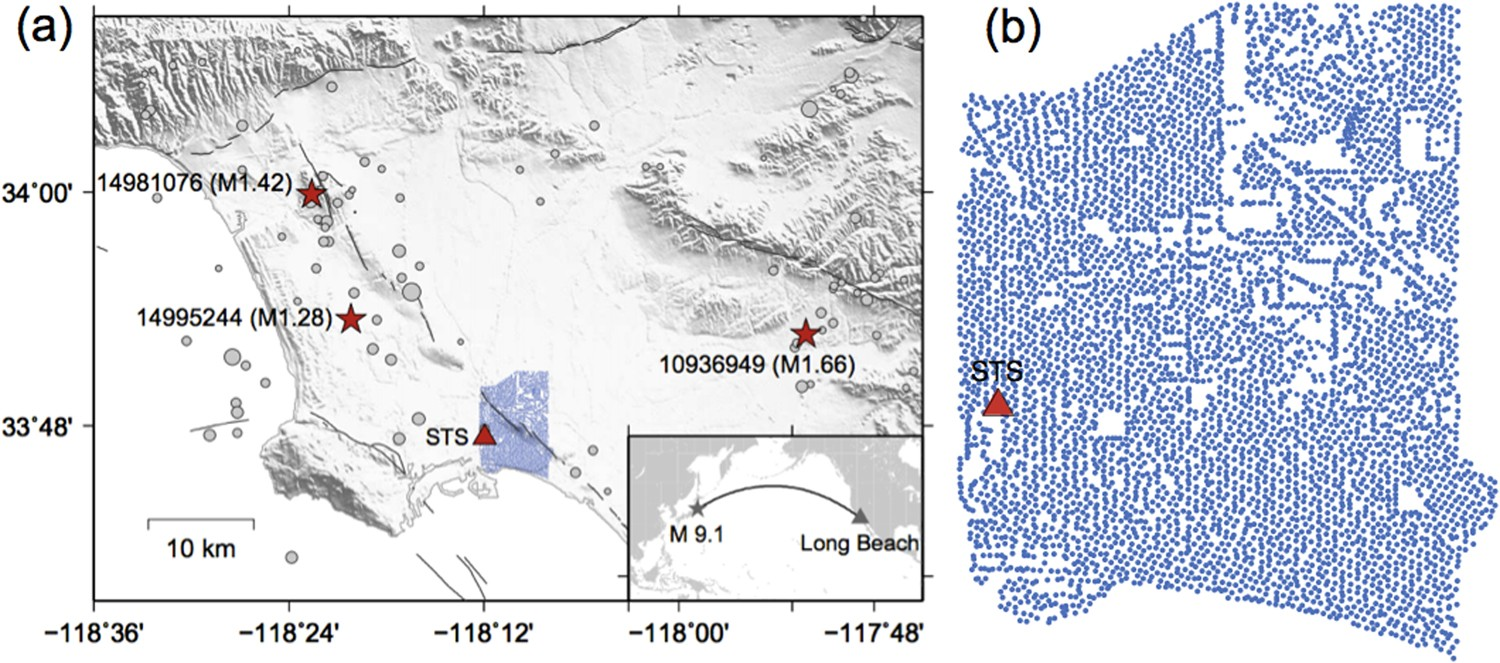 (a)
(b)
14981076 (M1.42)
34°00'
14995244 (M1.28)
10936949 (M1.66)
STS
33°48'
STS
M 9.1
10 km
Long Beach
−118°36'
−118°24'
−118°12'
−118°00'
−117°48'